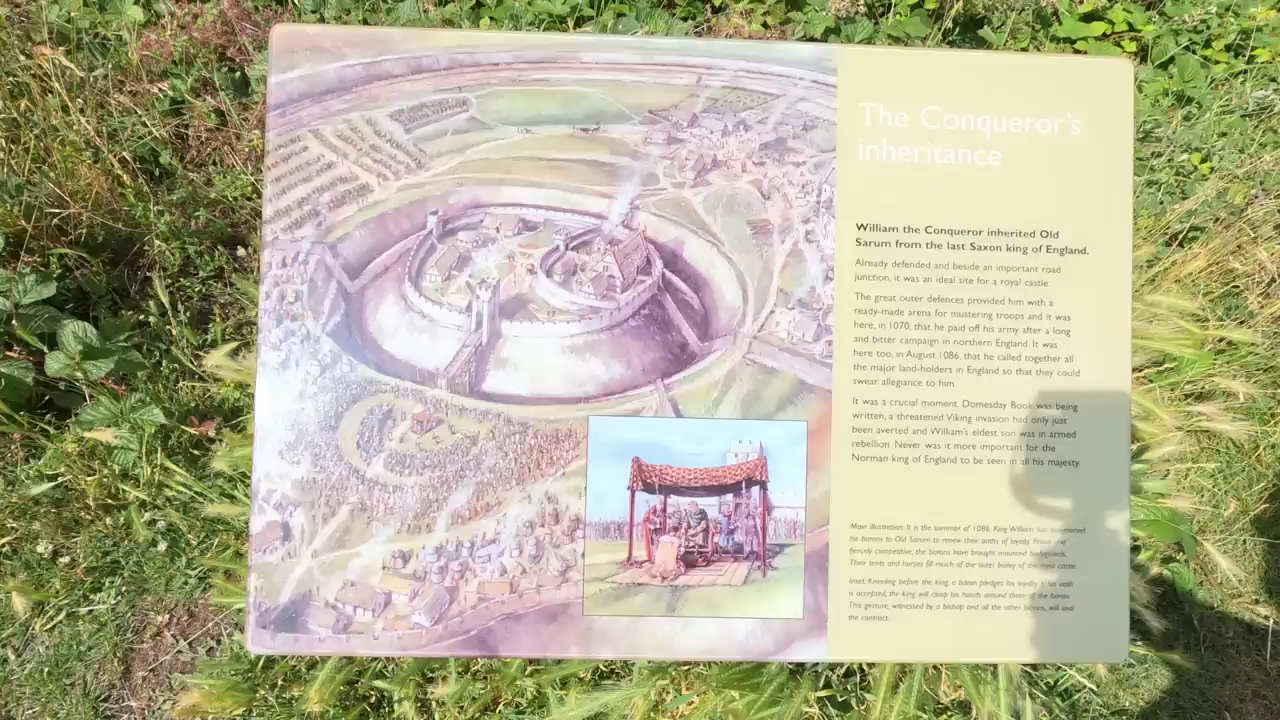 The Conqueror's
inheritance
William the Conqueror inherited Old
Sarum from the last Saxon king of England.
Already defended and beside an important road
junction, it was an ideal site for a royal castle.
The great outer defences provided him with a
ready-made arena for mustering troops and it was
here, in 1070, that he paid off his army after a long
and bitter campaign in northern England. It was
here too, in August 1086, that he called together all
the major land-holders in England so that they could
swear allegiance to him.
It was a crucial moment. Domesday Book was being
written, a threatened Viking invasion had only just
been averted and William's eldest son was in armed
rebellion. Never was it more important for the
Norman king of England to be seen in all his majesty.
Main illustration: It is the summer of 1086. King William has summoned
his barons to Old Sarum to renew their oaths of loyalty. Proud and
fiercely competitive, the barons have brought mounted bodyguards.
Their tents and horses fill much of the outer bailey of the royal castle.
Inset: Kneeling before the king, a baron pledges his loyalty. If his oath
is accepted, the king will clasp his hands around those of the baron.
This gesture, witnessed by a bishop and all the other barons, will seal
the contract.